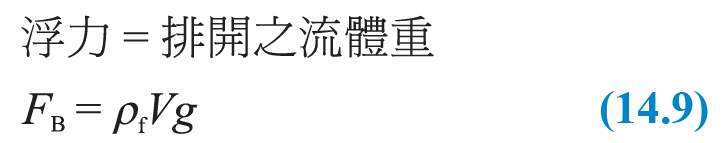 浮力 = 排開之流體重
F_B = ρ_f Vg (14.9)